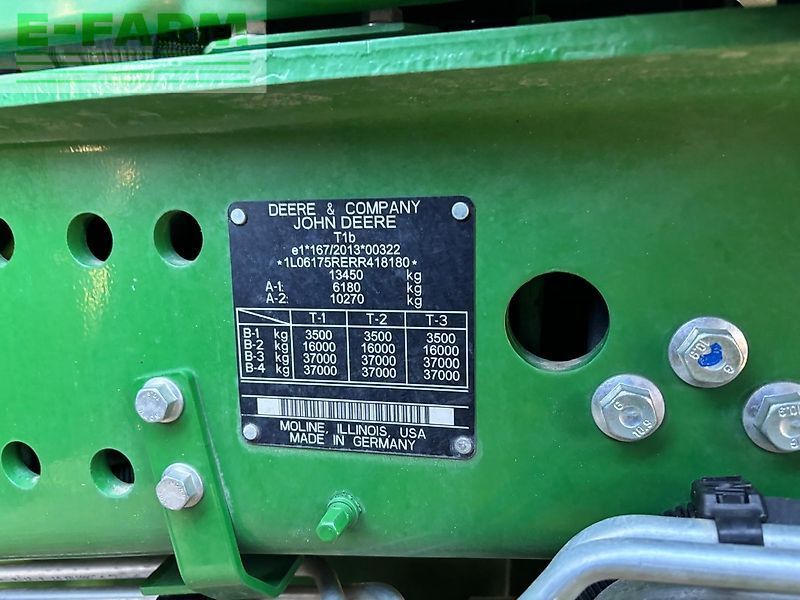 E-FARM
DEERE & COMPANY
JOHN DEERE
T1b
e1*167/2013*00322
*1L06175RERR418180*
13450 kg
A-1: 6180 kg
A-2: 10270 kg
T-1 T-2 T-3
B-1 kg 3500 3500 3500
B-2 kg 16000 16000 16000
B-3 kg 37000 37000 37000
B-4 kg 37000 37000 37000
MOLINE, ILLINOIS, USA
MADE IN GERMANY
10.9